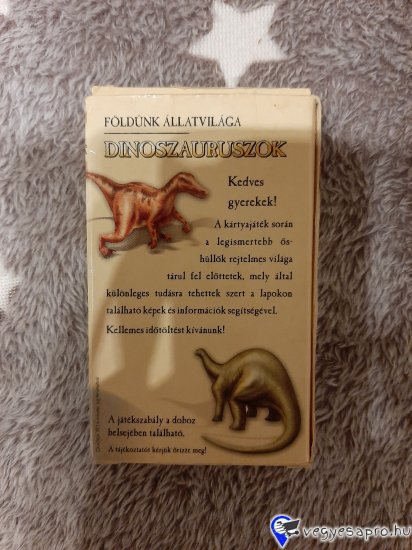 FÖLDÜNK ÁLLATVILÁGA
DINOSZAURUSZOK
Kedves
gyerekek!
A kártyajáték során
a legismertebb ős-
hüllők rejtelmes világa
tárul fel előttetek, mely által
különleges tudásra tehettek szert a lapokon
található képek és információk segítségével.
Kellemes időtöltést kívánunk!
A játékszabály a doboz
belsejében található.
A tájékoztatót kérjük őrizze meg!
vegyesapro.hu